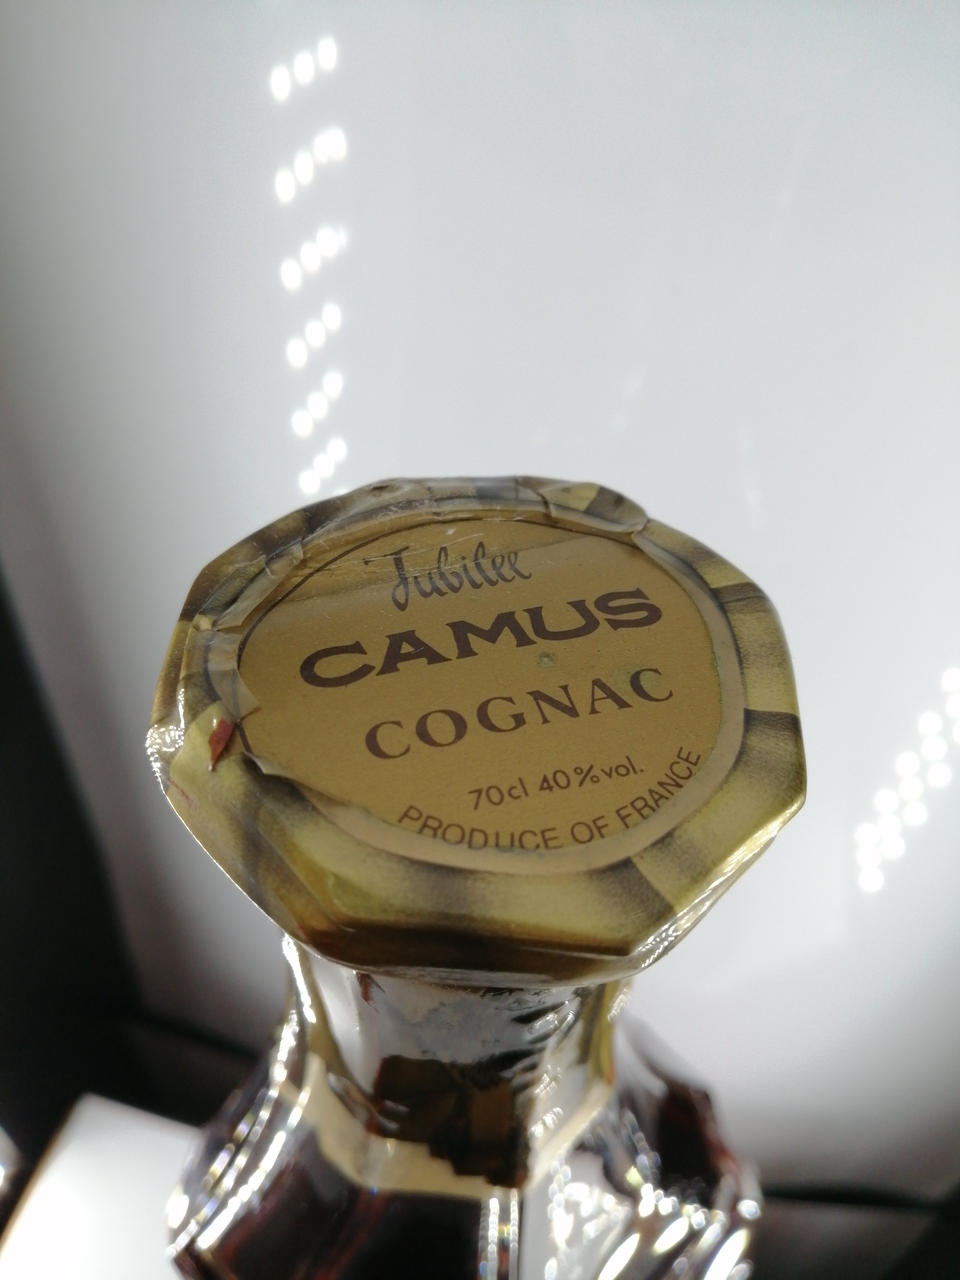 Jubilee
CAMUS
COGNAC
70cl 40%vol.
PRODUCE OF FRANCE